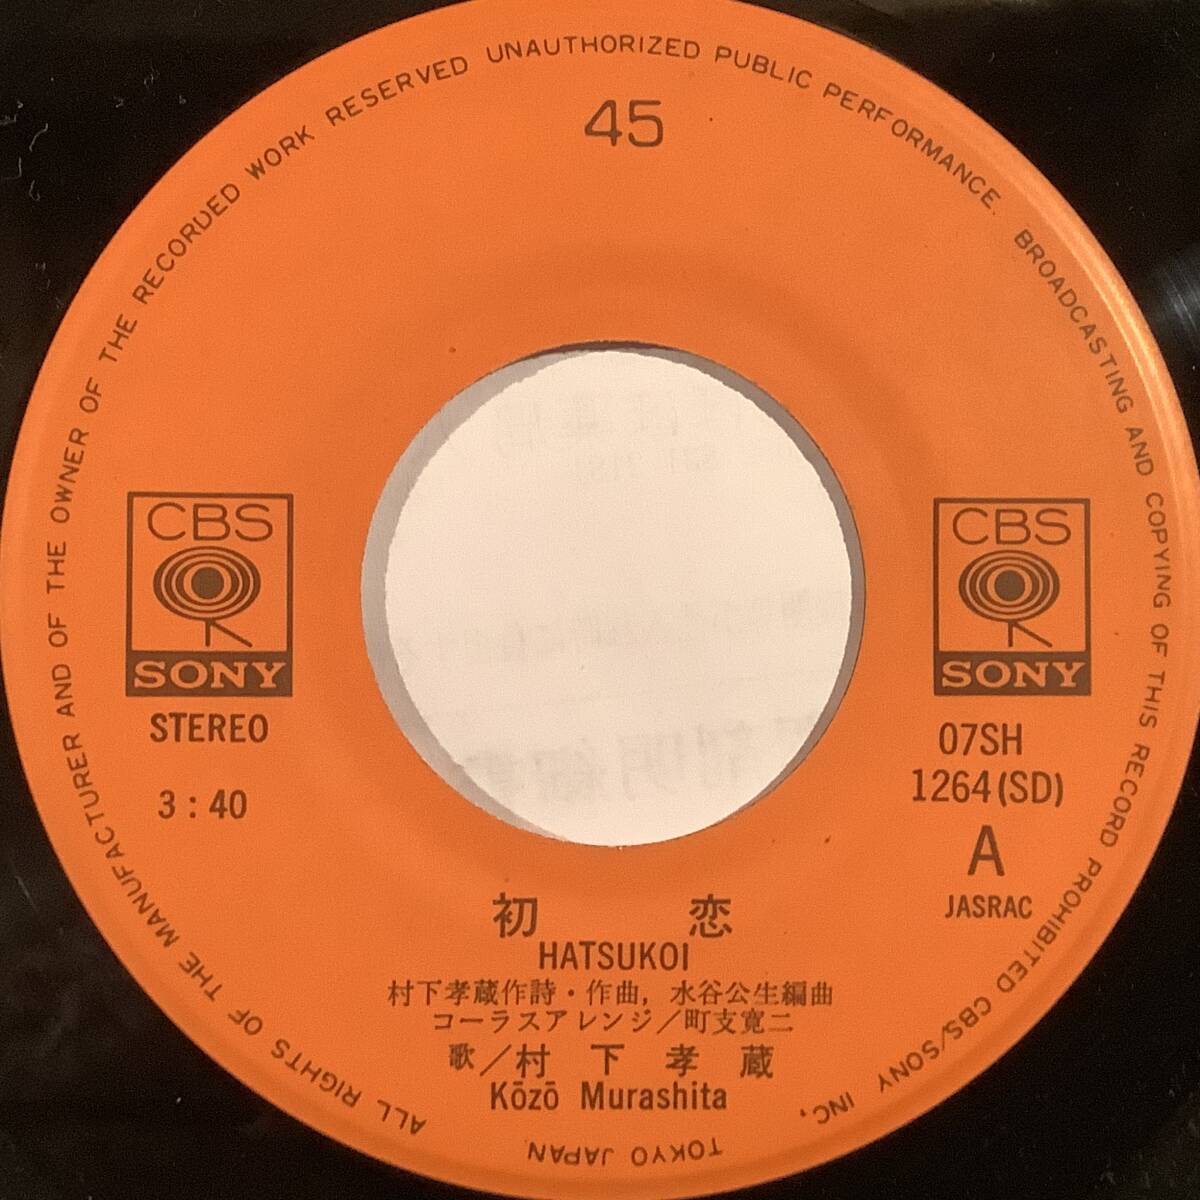 ALL RIGHTS OF THE MANUFACTURER AND OF THE OWNER OF THE RECORDED WORK RESERVED UNAUTHORIZED PUBLIC PERFORMANCE. BROADCASTING AND COPYING OF THIS RECORD PROHIBITED CBS/SONY INC,
TOKYO JAPAN
45
CBS
SONY
STEREO
3:40
CBS
SONY
07SH
1264(SD)
A
JASRAC
初 恋
HATSUKOI
村下孝蔵作詩・作曲, 水谷公生編曲
コーラスアレンジ/町支寛二
歌/村 下 孝 蔵
Kōzō Murashita